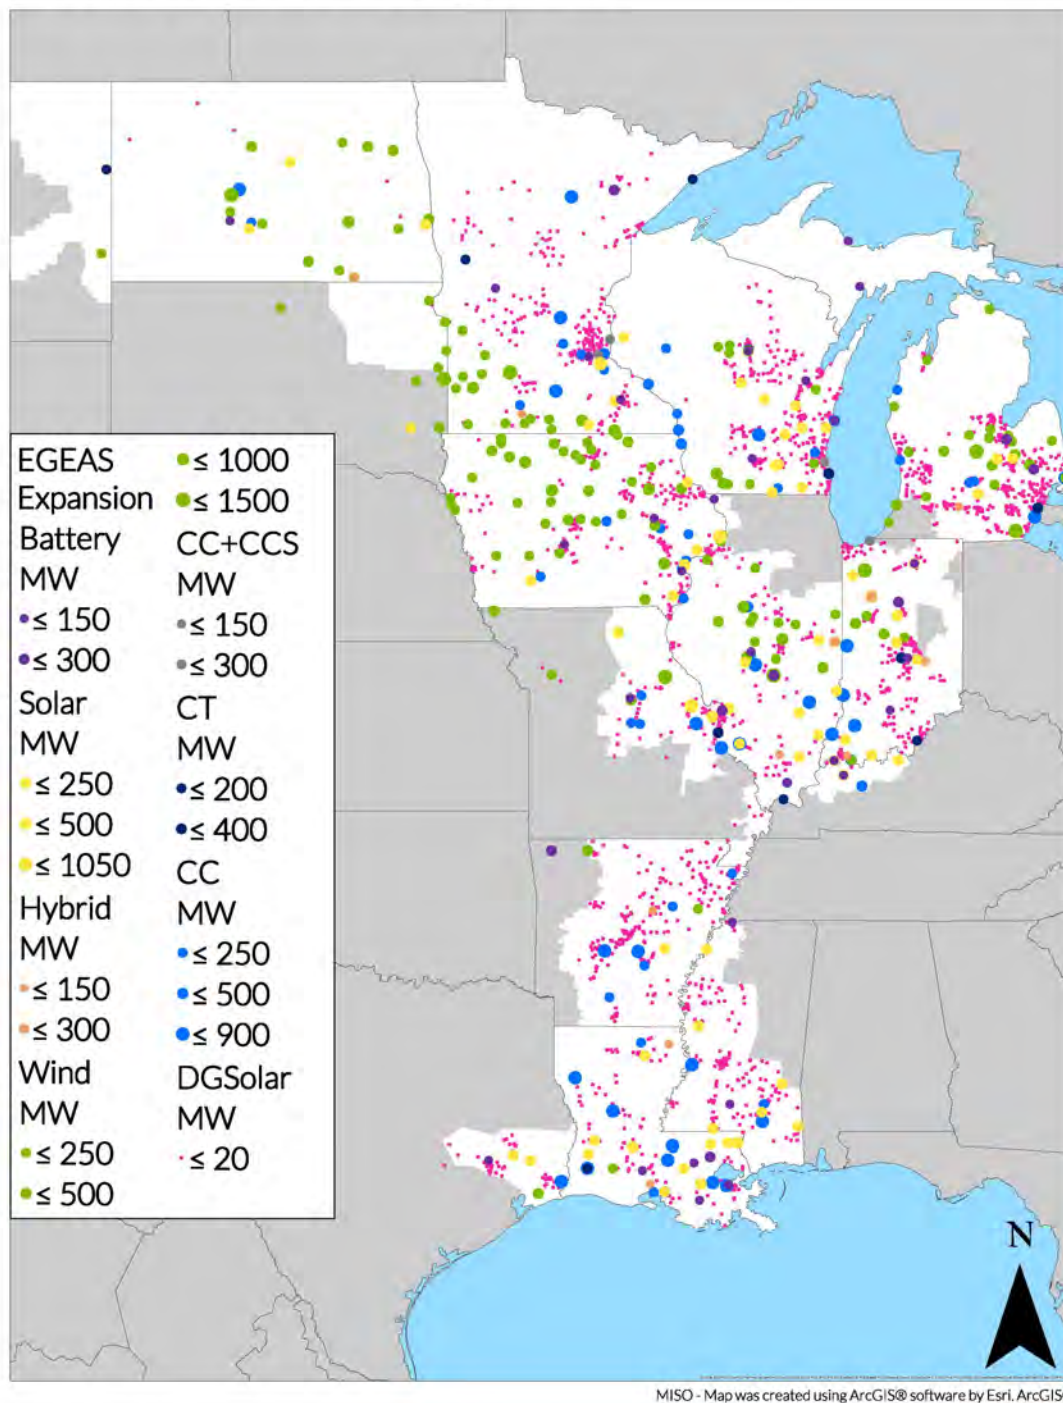 EGEAS
Expansion
Battery
MW
≤ 150
≤ 300
Solar
MW
≤ 250
≤ 500
≤ 1050
Hybrid
MW
≤ 150
≤ 300
Wind
MW
≤ 250
≤ 500
≤ 1000
≤ 1500
CC+CCS
MW
≤ 150
≤ 300
CT
MW
≤ 200
≤ 400
CC
MW
≤ 250
≤ 500
≤ 900
DGSolar
MW
≤ 20
N
MISO - Map was created using ArcGIS® software by Esri. ArcGIS